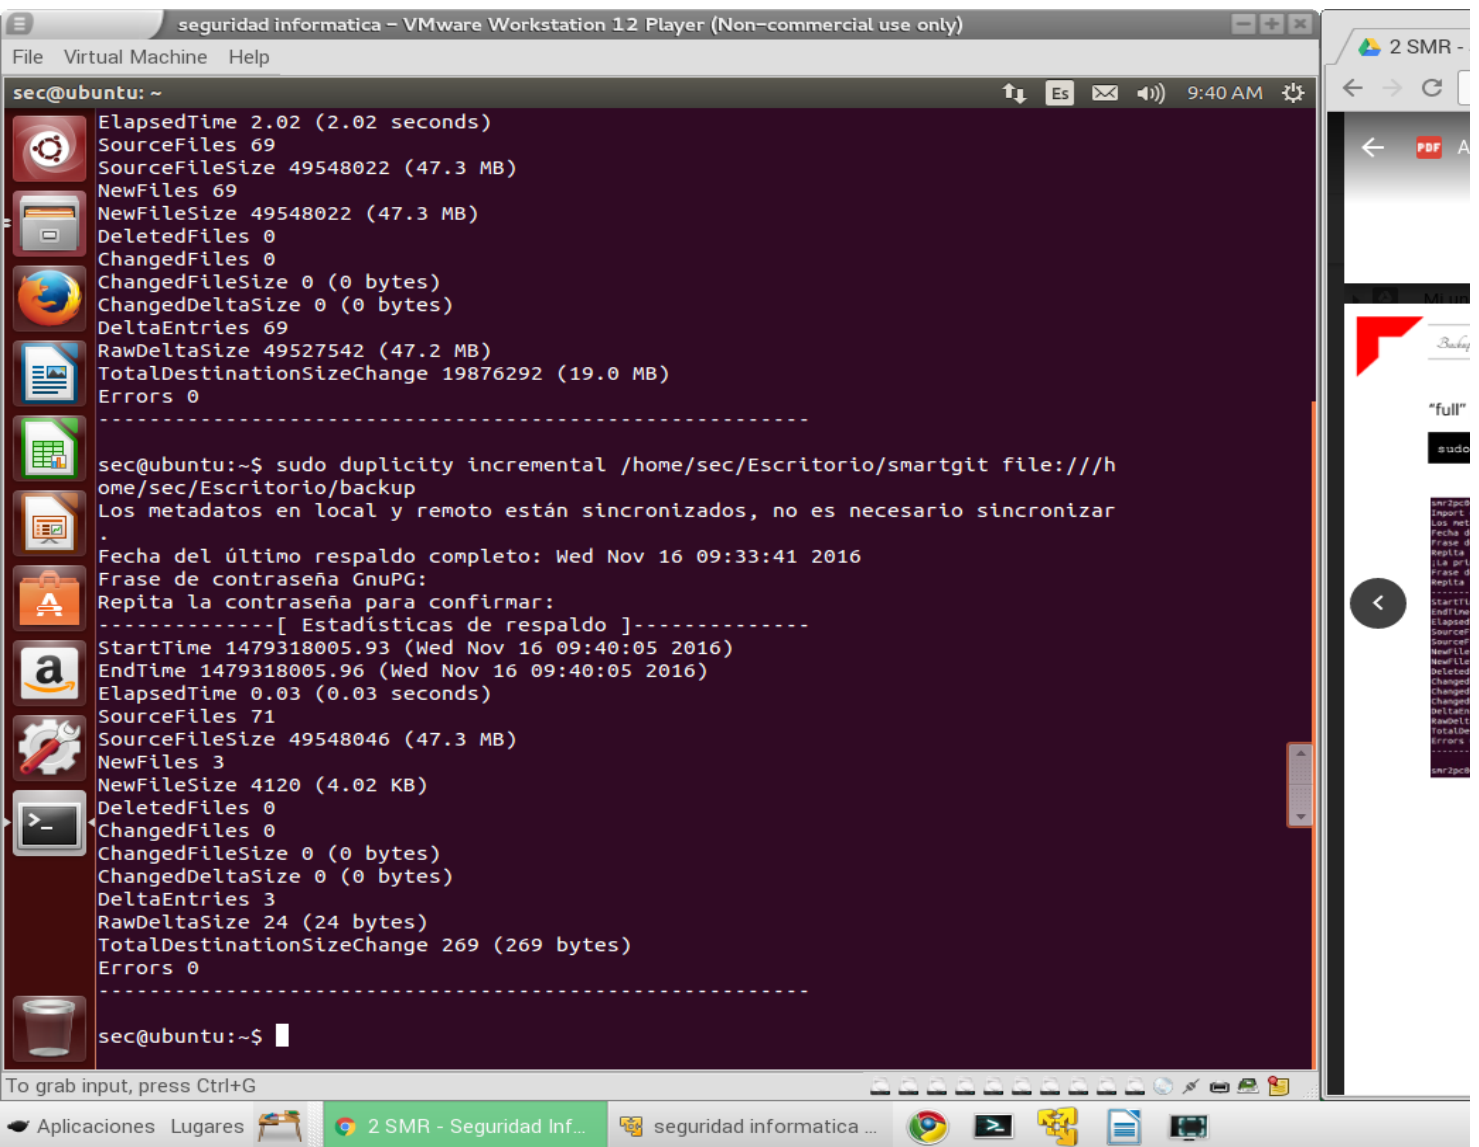 seguridad informatica – VMware Workstation 12 Player (Non-commercial use only)
File Virtual Machine Help
sec@ubuntu: ~
Es
9:40 AM
ElapsedTime 2.02 (2.02 seconds)
SourceFiles 69
SourceFileSize 49548022 (47.3 MB)
NewFiles 69
NewFileSize 49548022 (47.3 MB)
DeletedFiles 0
ChangedFiles 0
ChangedFileSize 0 (0 bytes)
ChangedDeltaSize 0 (0 bytes)
DeltaEntries 69
RawDeltaSize 49527542 (47.2 MB)
TotalDestinationSizeChange 19876292 (19.0 MB)
Errors 0
--------------------------------------------------------
sec@ubuntu:~$ sudo duplicity incremental /home/sec/Escritorio/smartgit file:///h
ome/sec/Escritorio/backup
Los metadatos en local y remoto están sincronizados, no es necesario sincronizar
.
Fecha del último respaldo completo: Wed Nov 16 09:33:41 2016
Frase de contraseña GnuPG:
Repita la contraseña para confirmar:
--------------[ Estadísticas de respaldo ]--------------
StartTime 1479318005.93 (Wed Nov 16 09:40:05 2016)
EndTime 1479318005.96 (Wed Nov 16 09:40:05 2016)
ElapsedTime 0.03 (0.03 seconds)
SourceFiles 71
SourceFileSize 49548046 (47.3 MB)
NewFiles 3
NewFileSize 4120 (4.02 KB)
DeletedFiles 0
ChangedFiles 0
ChangedFileSize 0 (0 bytes)
ChangedDeltaSize 0 (0 bytes)
DeltaEntries 3
RawDeltaSize 24 (24 bytes)
TotalDestinationSizeChange 269 (269 bytes)
Errors 0
--------------------------------------------------------
sec@ubuntu:~$
To grab input, press Ctrl+G
2 SMR -
PDF A
"full"
sudo
Aplicaciones Lugares
2 SMR - Seguridad Inf...
seguridad informatica ...